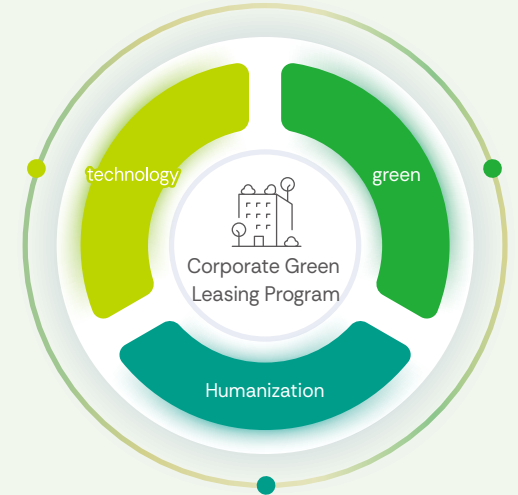 technology
green
Corporate Green
Leasing Program
Humanization